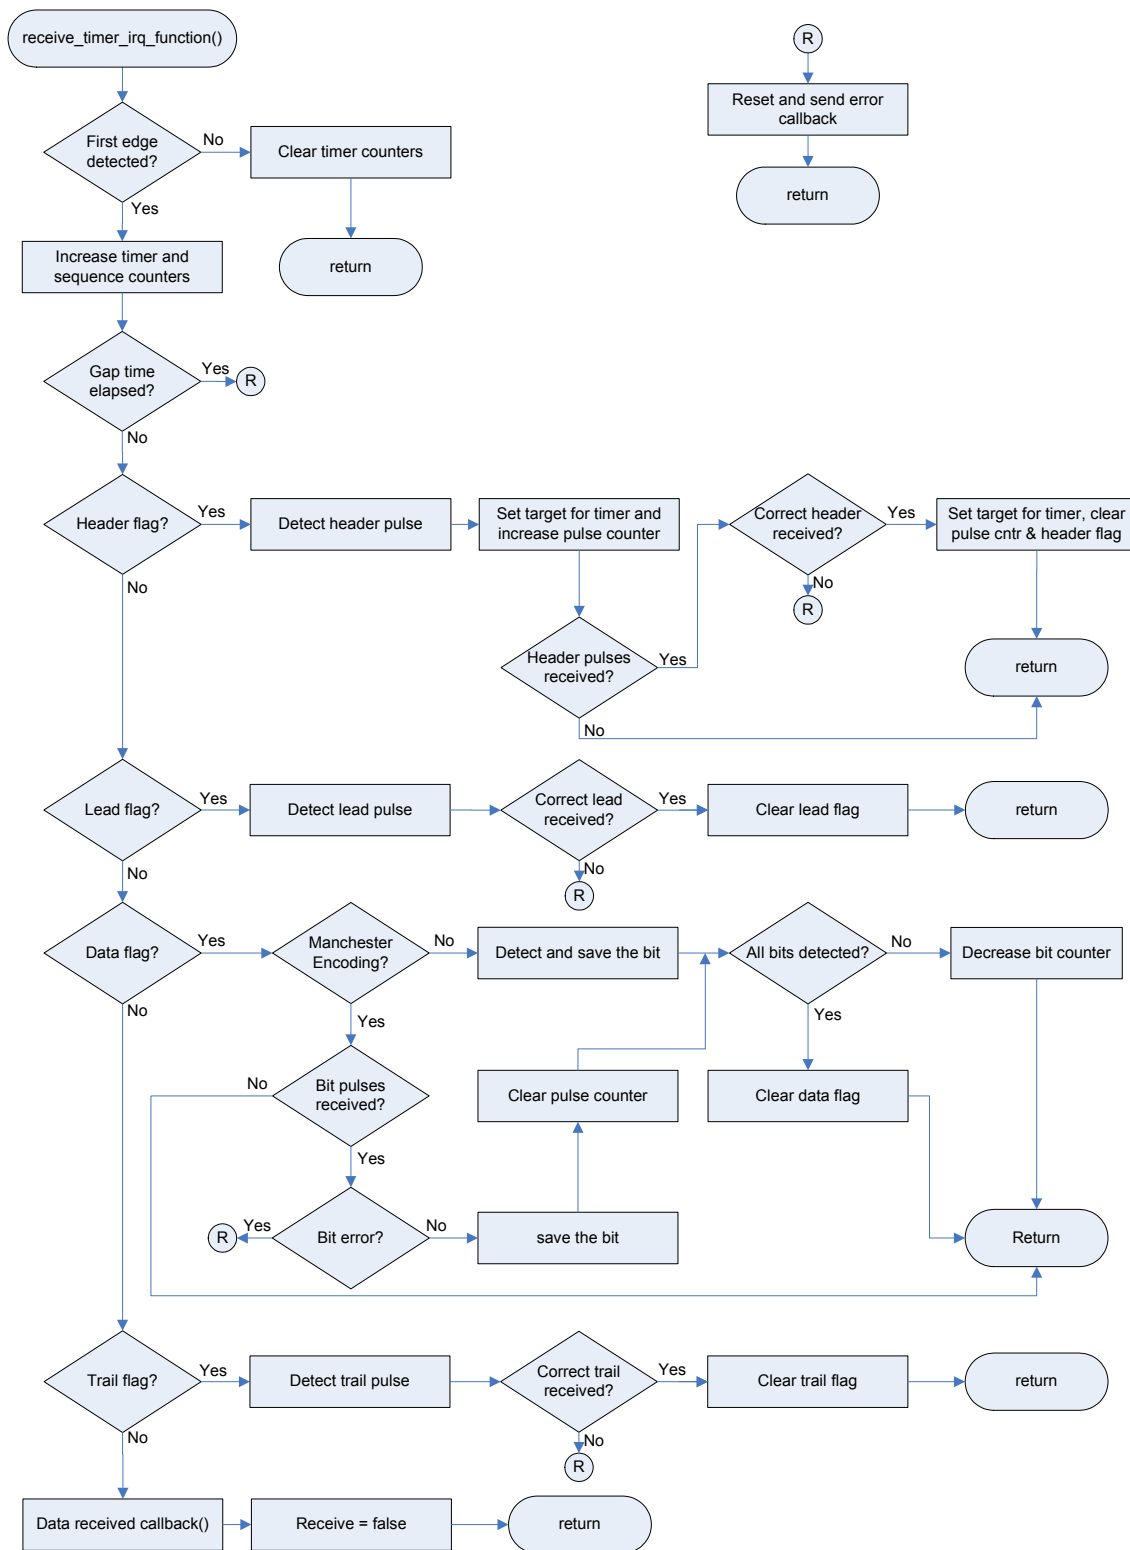 receive_timer_irq_function()
R
Reset and send error
callback
return
First edge
detected?
No
Clear timer counters
Yes
return
Increase timer and
sequence counters
Gap time
elapsed?
Yes
R
No
Header flag?
Yes
Detect header pulse
Set target for timer and
increase pulse counter
Correct header
received?
Yes
Set target for timer, clear
pulse cntr & header flag
No
No
R
Header pulses
received?
Yes
No
return
Lead flag?
Yes
Detect lead pulse
Correct lead
received?
Yes
Clear lead flag
return
No
No
R
Data flag?
Yes
Manchester
Encoding?
No
Detect and save the bit
All bits detected?
No
Decrease bit counter
No
Yes
Yes
Bit pulses
received?
No
Clear pulse counter
Clear data flag
Yes
R
Yes
Bit error?
No
save the bit
Return
Trail flag?
Yes
Detect trail pulse
Correct trail
received?
Yes
Clear trail flag
return
No
No
R
Data received callback()
Receive = false
return